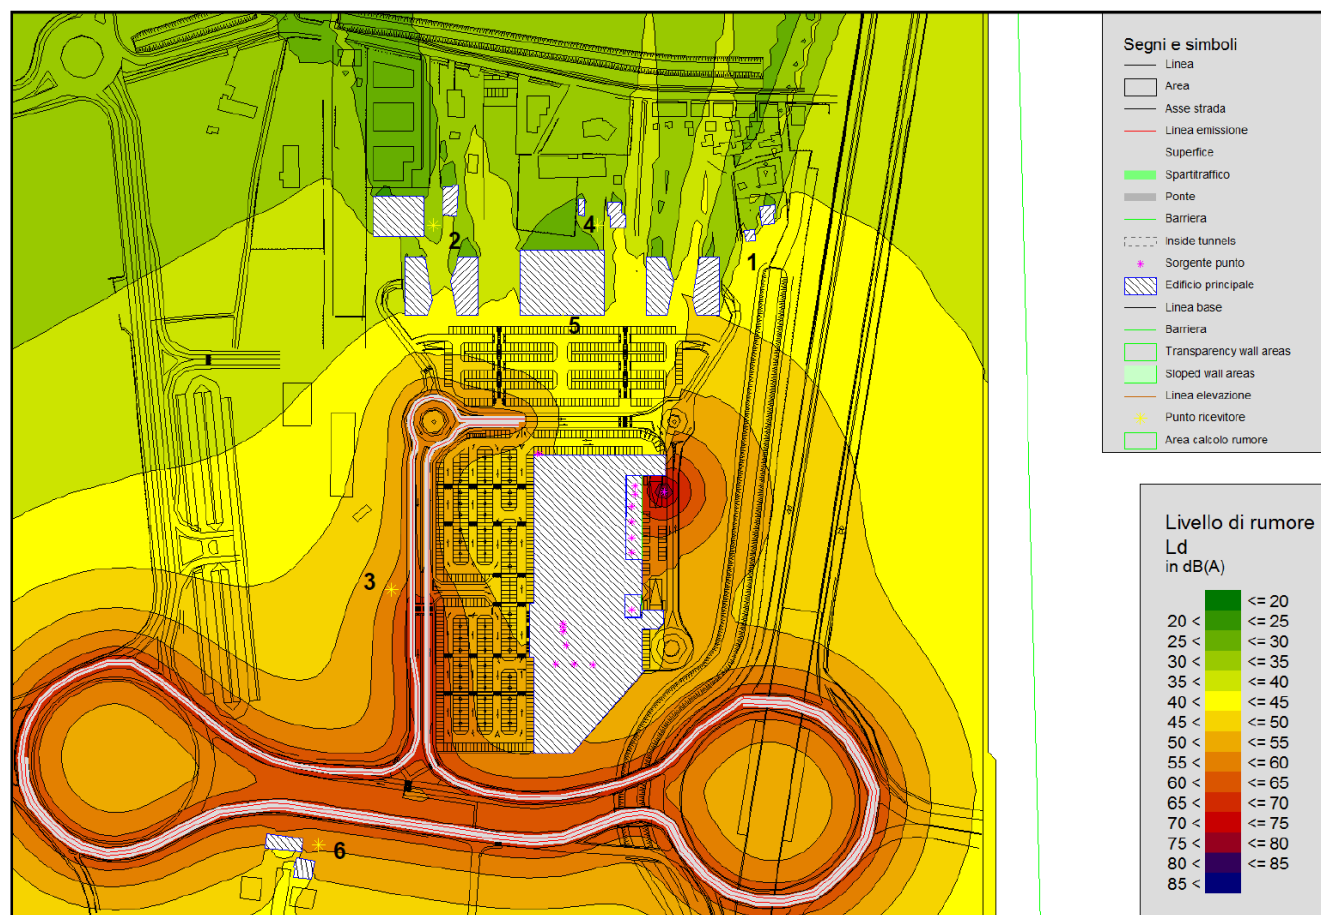 Segni e simboli
Linea
Area
Asse strada
Linea emissione
Superfice
Spartitraffico
Ponte
Barriera
Inside tunnels
Sorgente punto
Edificio principale
Linea base
Barriera
Transparency wall areas
Sloped wall areas
Linea elevazione
Punto ricevitore
Area calcolo rumore
Livello di rumore
Ld
in dB(A)
<= 20
20 < <= 25
25 < <= 30
30 < <= 35
35 < <= 40
40 < <= 45
45 < <= 50
50 < <= 55
55 < <= 60
60 < <= 65
65 < <= 70
70 < <= 75
75 < <= 80
80 < <= 85
85 <
4
2
1
5
3
6